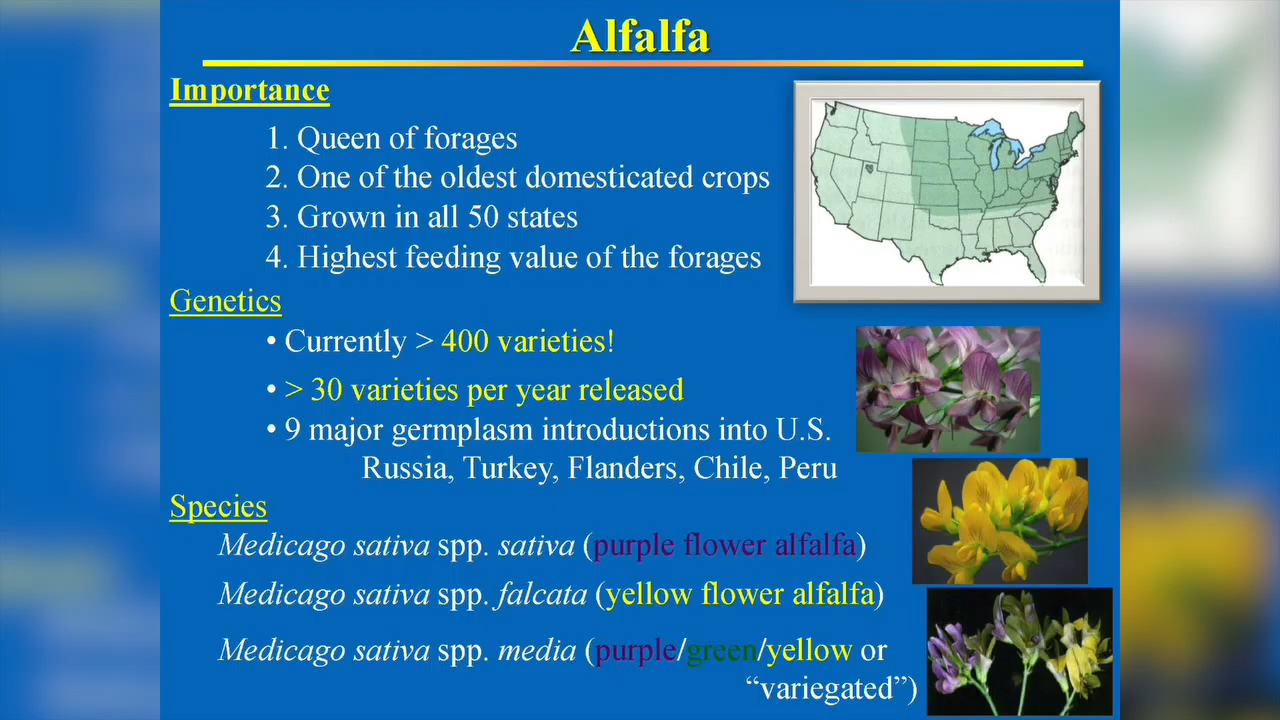 Alfalfa
Importance
1. Queen of forages
2. One of the oldest domesticated crops
3. Grown in all 50 states
4. Highest feeding value of the forages
Genetics
• Currently > 400 varieties!
• > 30 varieties per year released
• 9 major germplasm introductions into U.S.
Russia, Turkey, Flanders, Chile, Peru
Species
Medicago sativa spp. sativa (purple flower alfalfa)
Medicago sativa spp. falcata (yellow flower alfalfa)
Medicago sativa spp. media (purple/green/yellow or
“variegated”)